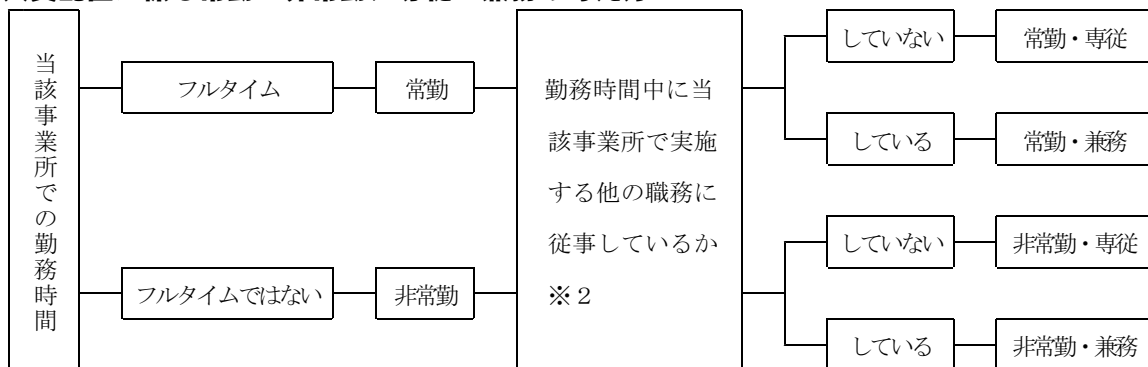 当該事業所での勤務時間
フルタイム
常勤
フルタイムではない
非常勤
勤務時間中に当
該事業所で実施
する他の職務に
従事しているか
※2
していない
常勤・専従
している
常勤・兼務
していない
非常勤・専従
している
非常勤・兼務